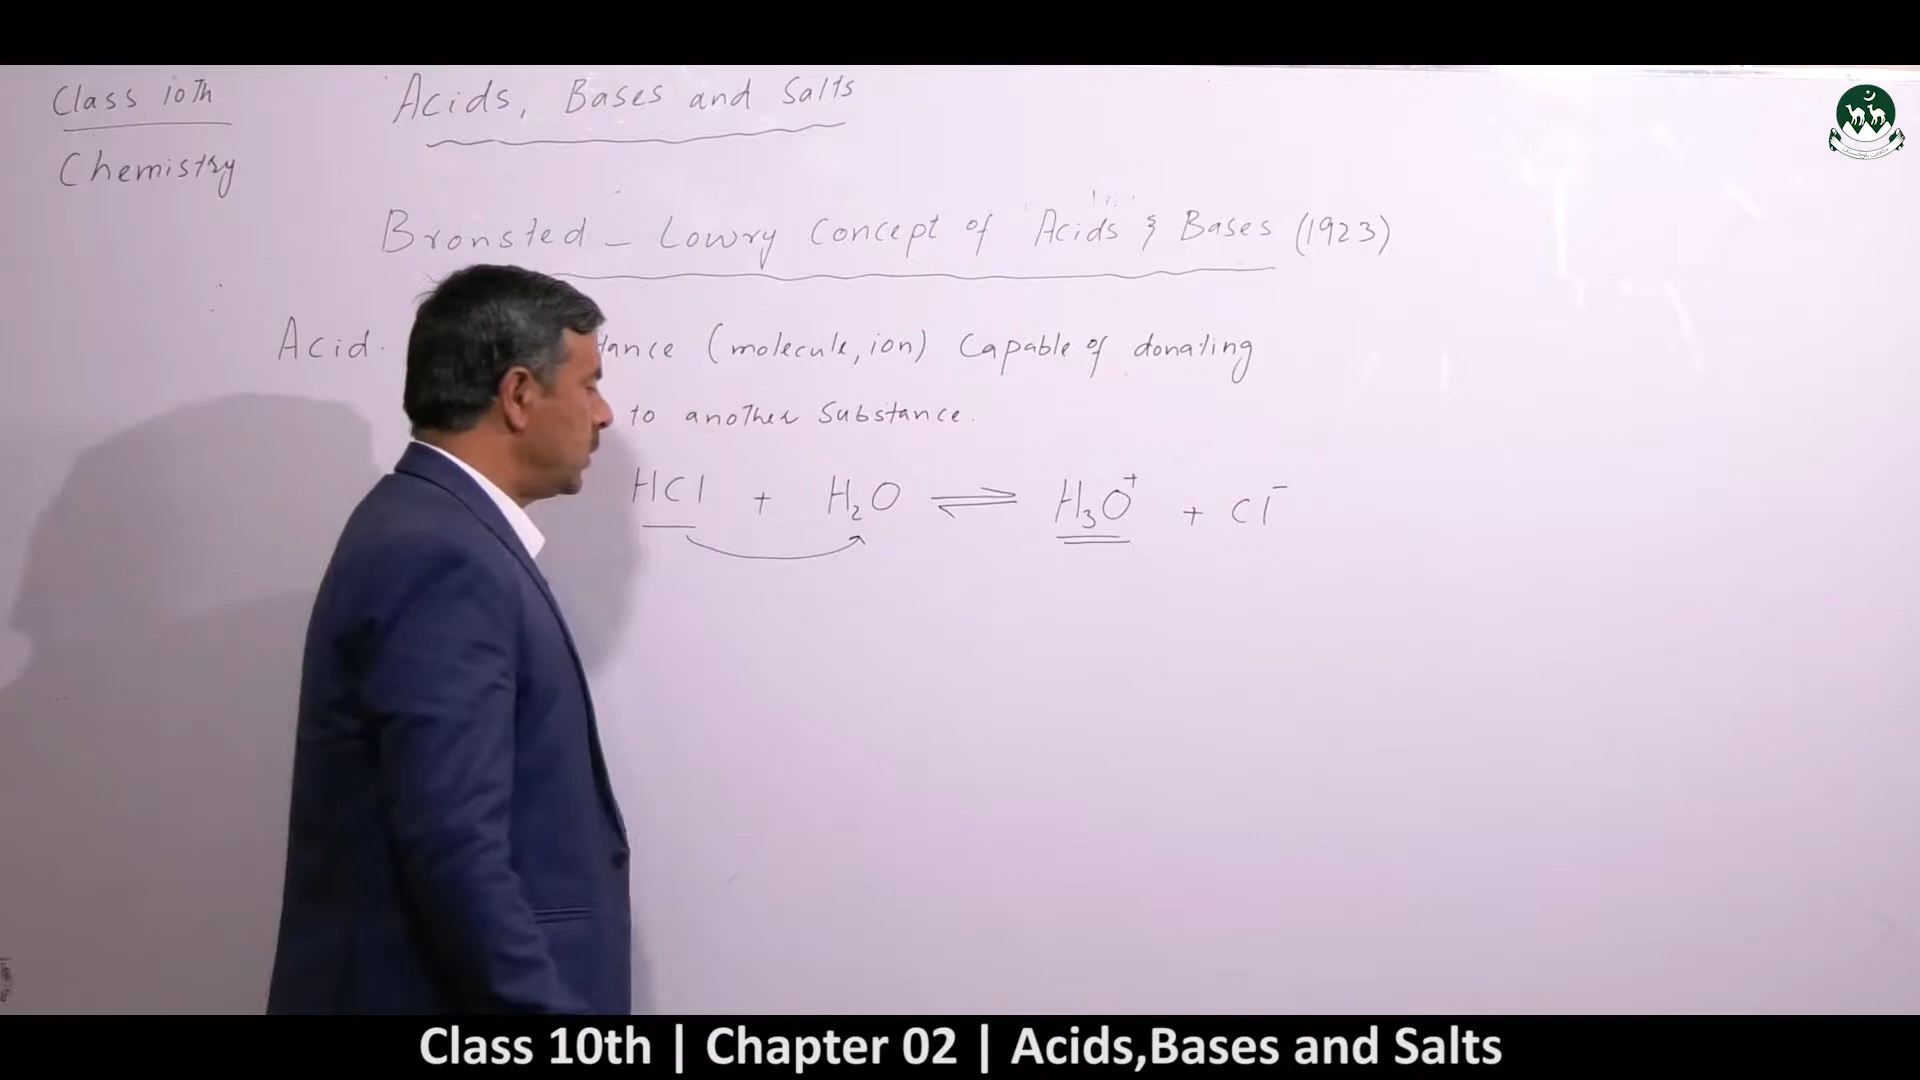 Class 10Th
Chemistry
Acids, Bases and Salts
Bronsted - Lowry Concept of Acids & Bases (1923)
Acid. (molecule, ion) Capable of donating
to another Substance.
HCl + H₂O ⇌ H₃O⁺ + Cl⁻
Class 10th | Chapter 02 | Acids,Bases and Salts